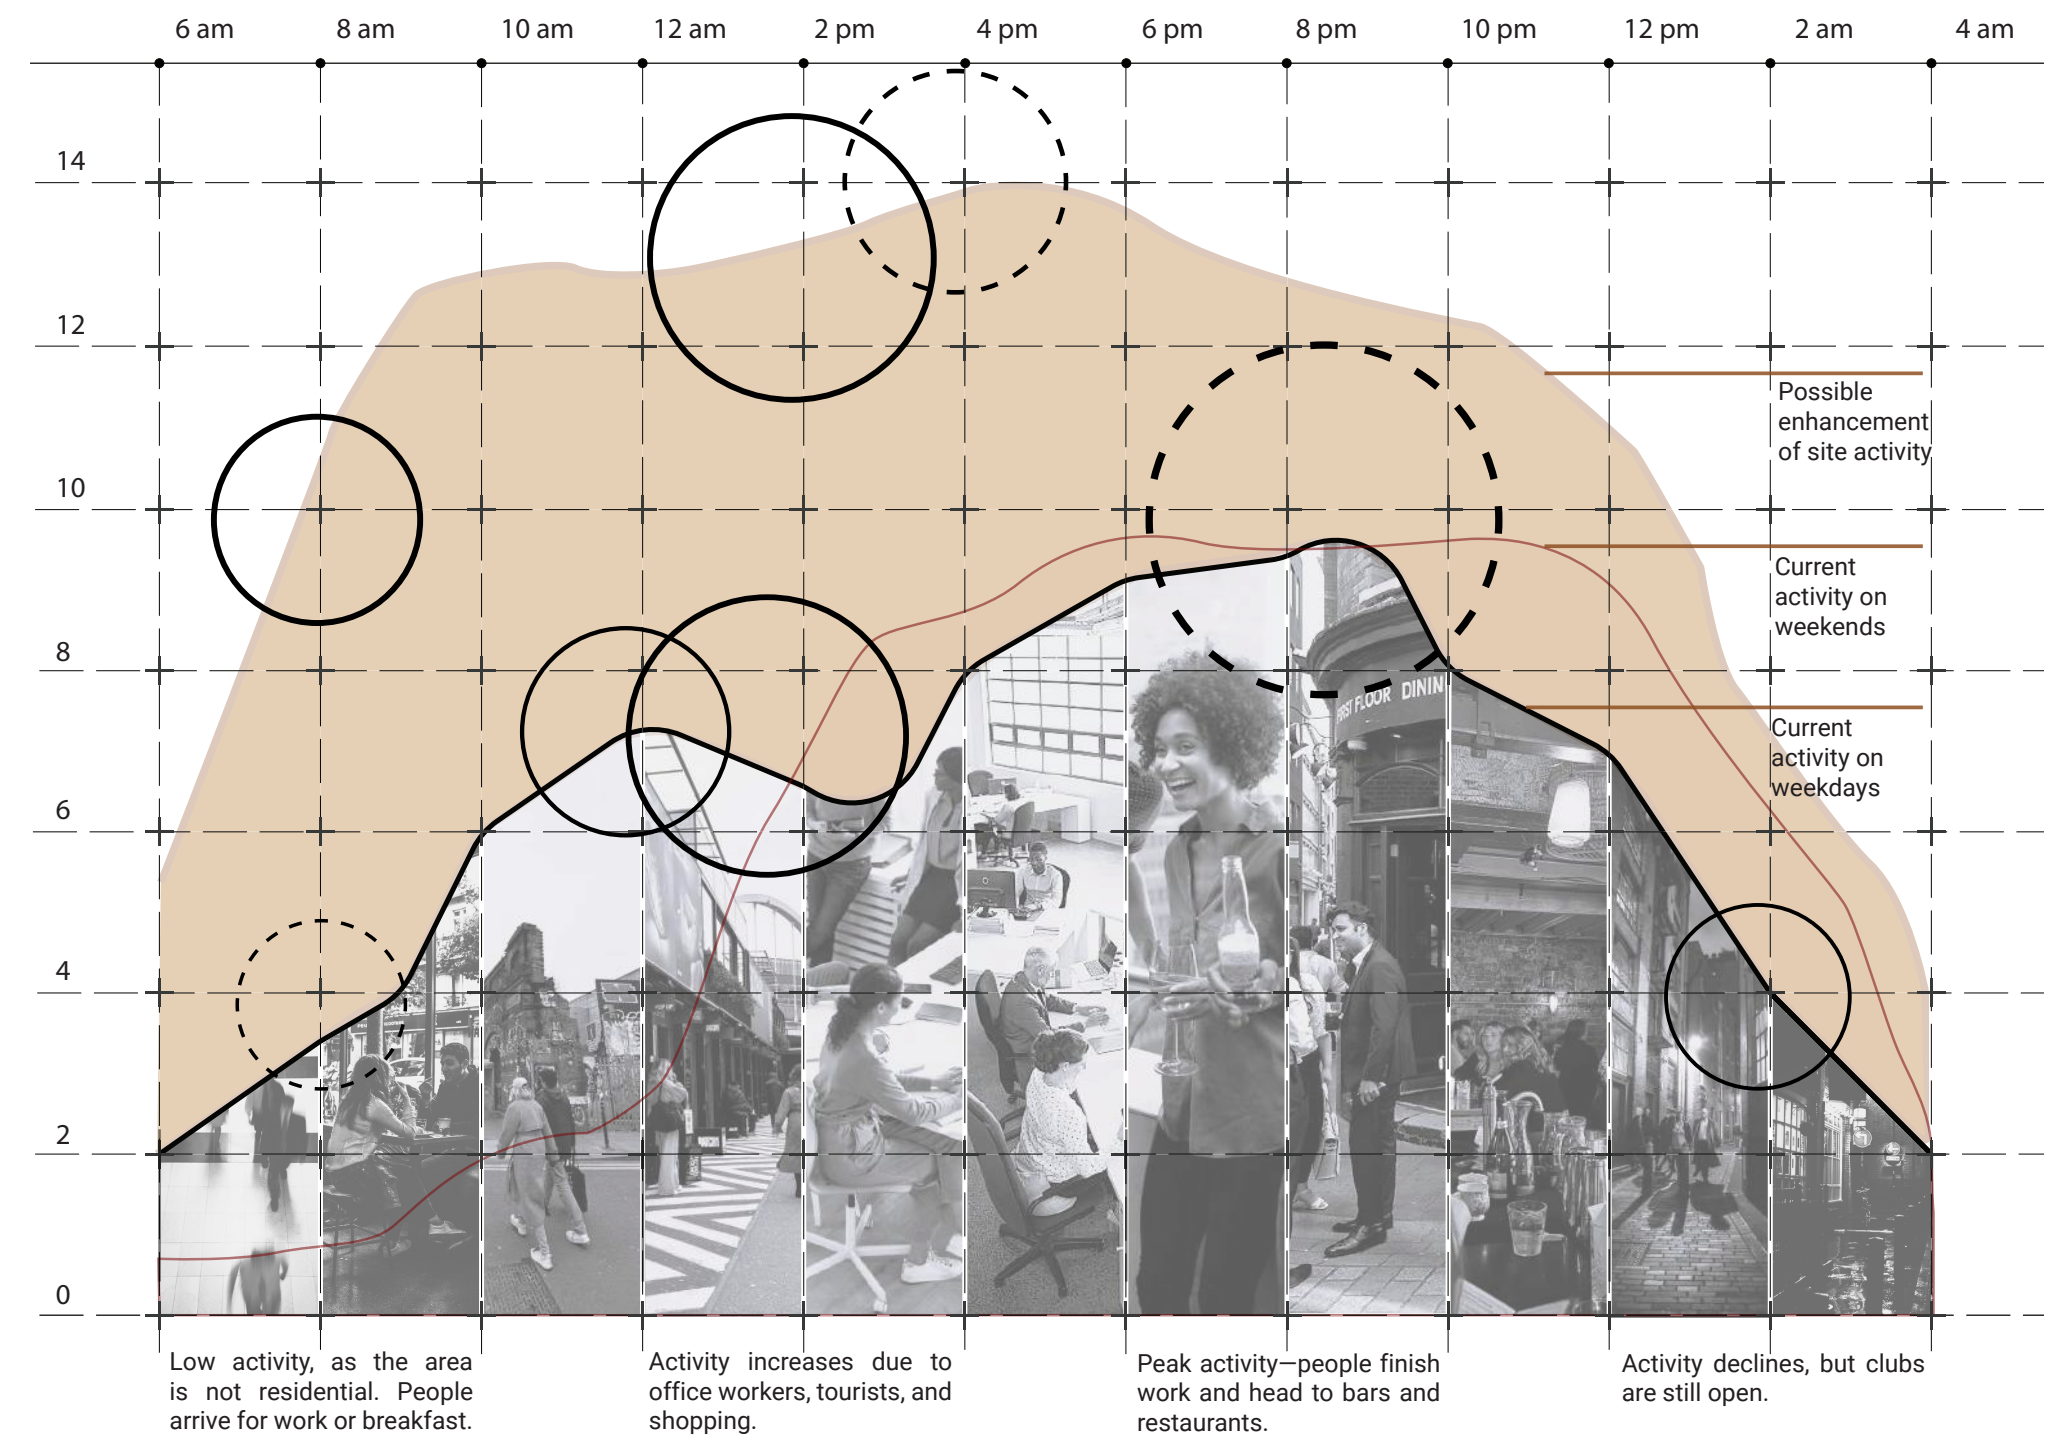 6 am 8 am 10 am 12 am 2 pm 4 pm 6 pm 8 pm 10 pm 12 pm 2 am 4 am
14
12
10
8
6
4
2
0
Possible
enhancement
of site activity
Current
activity on
weekends
Current
activity on
weekdays
FIRST FLOOR DINING
Low activity, as the area
is not residential. People
arrive for work or breakfast.
Activity increases due to
office workers, tourists, and
shopping.
Peak activity—people finish
work and head to bars and
restaurants.
Activity declines, but clubs
are still open.